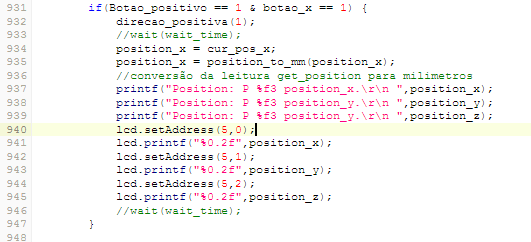 931 if(Botao_positivo == 1 & botao_x == 1) {
932 direcao_positiva(1);
933 //wait(wait_time);
934 position_x = cur_pos_x;
935 position_x = position_to_mm(position_x);
936 //conversão da leitura get_position para milimetros
937 printf("Position: P %f3 position_x.\r\n ",position_x);
938 printf("Position: P %f3 position_y.\r\n ",position_y);
939 printf("Position: P %f3 position_y.\r\n ",position_z);
940 lcd.setAddress(5,0);
941 lcd.printf("%0.2f",position_x);
942 lcd.setAddress(5,1);
943 lcd.printf("%0.2f",position_y);
944 lcd.setAddress(5,2);
945 lcd.printf("%0.2f",position_z);
946 //wait(wait_time);
947 }
948